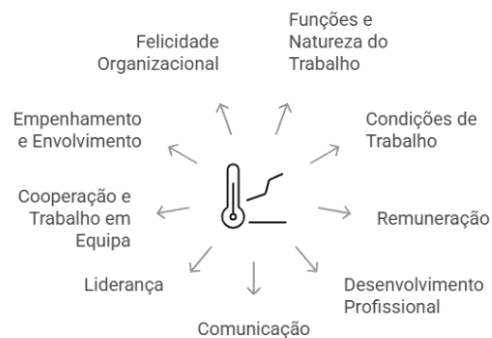 Funções e
Natureza do
Trabalho
Condições de
Trabalho
Remuneração
Desenvolvimento
Profissional
Comunicação
Liderança
Cooperação e
Trabalho em
Equipa
Empenhamento
e Envolvimento
Felicidade
Organizacional